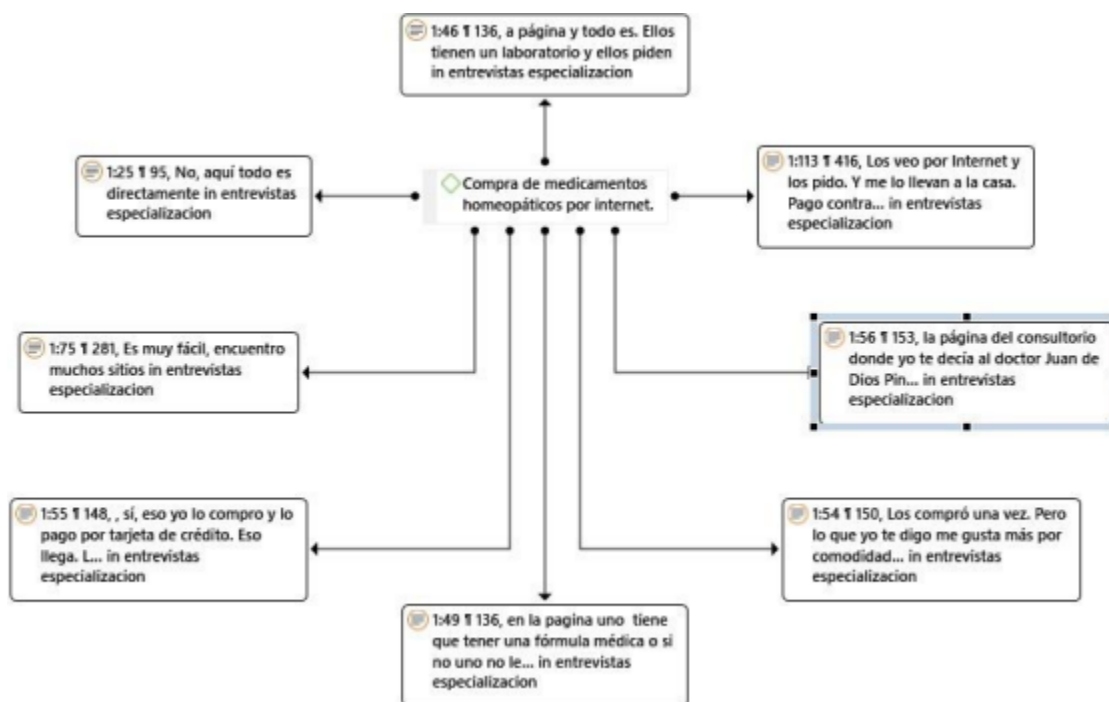 1:46 ¶ 136, a página y todo es. Ellos
tienen un laboratorio y ellos piden
in entrevistas especializacion
1:25 ¶ 95, No, aquí todo es
directamente in entrevistas
especializacion
Compra de medicamentos
homeopáticos por internet.
1:113 ¶ 416, Los veo por Internet y
los pido. Y me lo llevan a la casa.
Pago contra... in entrevistas
especializacion
1:75 ¶ 281, Es muy fácil, encuentro
muchos sitios in entrevistas
especializacion
1:56 ¶ 153, la página del consultorio
donde yo te decía al doctor Juan de
Dios Pin... in entrevistas
especializacion
1:55 ¶ 148, , sí, eso yo lo compro y lo
pago por tarjeta de crédito. Eso
llega. L... in entrevistas
especializacion
1:54 ¶ 150, Los compró una vez. Pero
lo que yo te digo me gusta más por
comodidad... in entrevistas
especializacion
1:49 ¶ 136, en la pagina uno tiene
que tener una fórmula médica o si
no uno no le... in entrevistas
especializacion